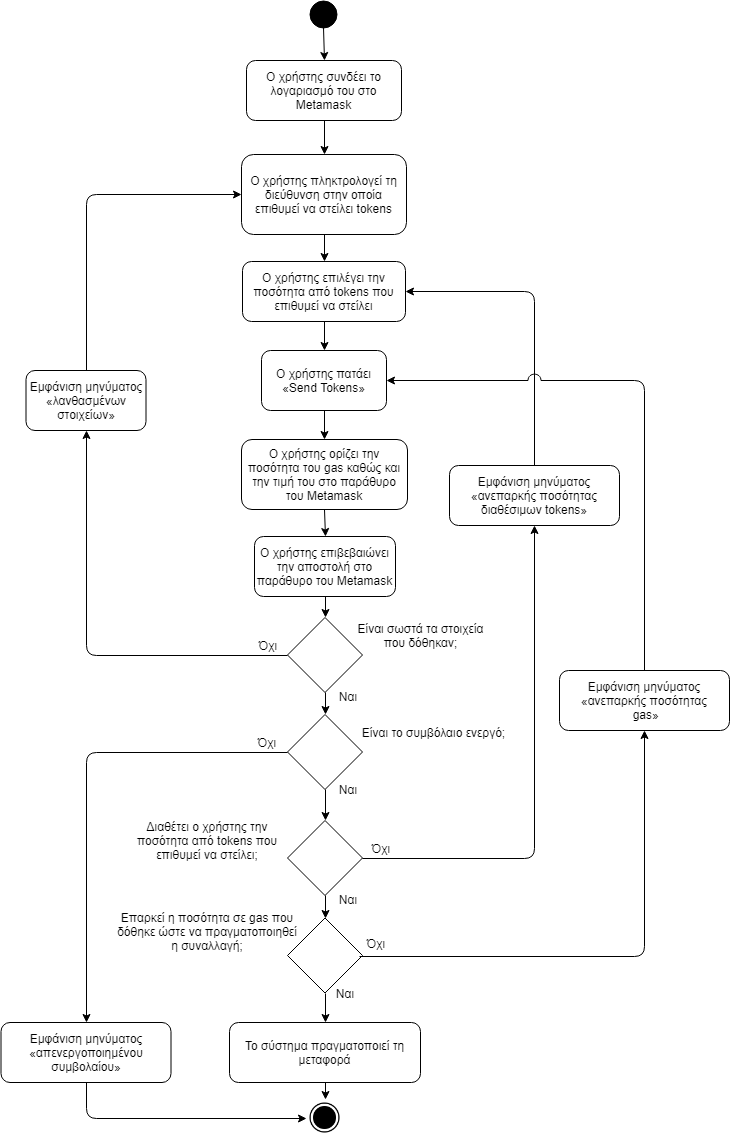 Ο χρήστης συνδέει το
λογαριασμό του στο
Metamask
Ο χρήστης πληκτρολογεί τη
διεύθυνση στην οποία
επιθυμεί να στείλει tokens
Ο χρήστης επιλέγει την
ποσότητα από tokens που
επιθυμεί να στείλει
Ο χρήστης πατάει
«Send Tokens»
Εμφάνιση μηνύματος
«λανθασμένων
στοιχείων»
Ο χρήστης ορίζει την
ποσότητα του gas καθώς και
την τιμή του στο παράθυρο
του Metamask
Εμφάνιση μηνύματος
«ανεπαρκής ποσότητας
διαθέσιμων tokens»
Ο χρήστης επιβεβαιώνει
την αποστολή στο
παράθυρο του Metamask
Είναι σωστά τα στοιχεία
που δόθηκαν;
Όχι
Ναι
Εμφάνιση μηνύματος
«ανεπαρκής ποσότητας
gas»
Είναι το συμβόλαιο ενεργό;
Όχι
Ναι
Διαθέτει ο χρήστης την
ποσότητα από tokens που
επιθυμεί να στείλει;
Όχι
Ναι
Επαρκεί η ποσότητα σε gas που
δόθηκε ώστε να πραγματοποιηθεί
η συναλλαγή;
Όχι
Ναι
Εμφάνιση μηνύματος
«απενεργοποιημένου
συμβολαίου»
Το σύστημα πραγματοποιεί τη
μεταφορά